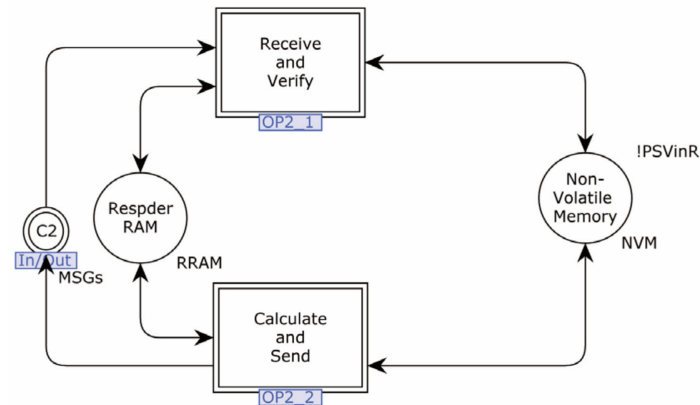 Receive
and
Verify
OP2_1
!PSVinR
Non-
Volatile
Memory
NVM
Respder
RAM
RRAM
C2
In/Out
MSGs
Calculate
and
Send
OP2_2